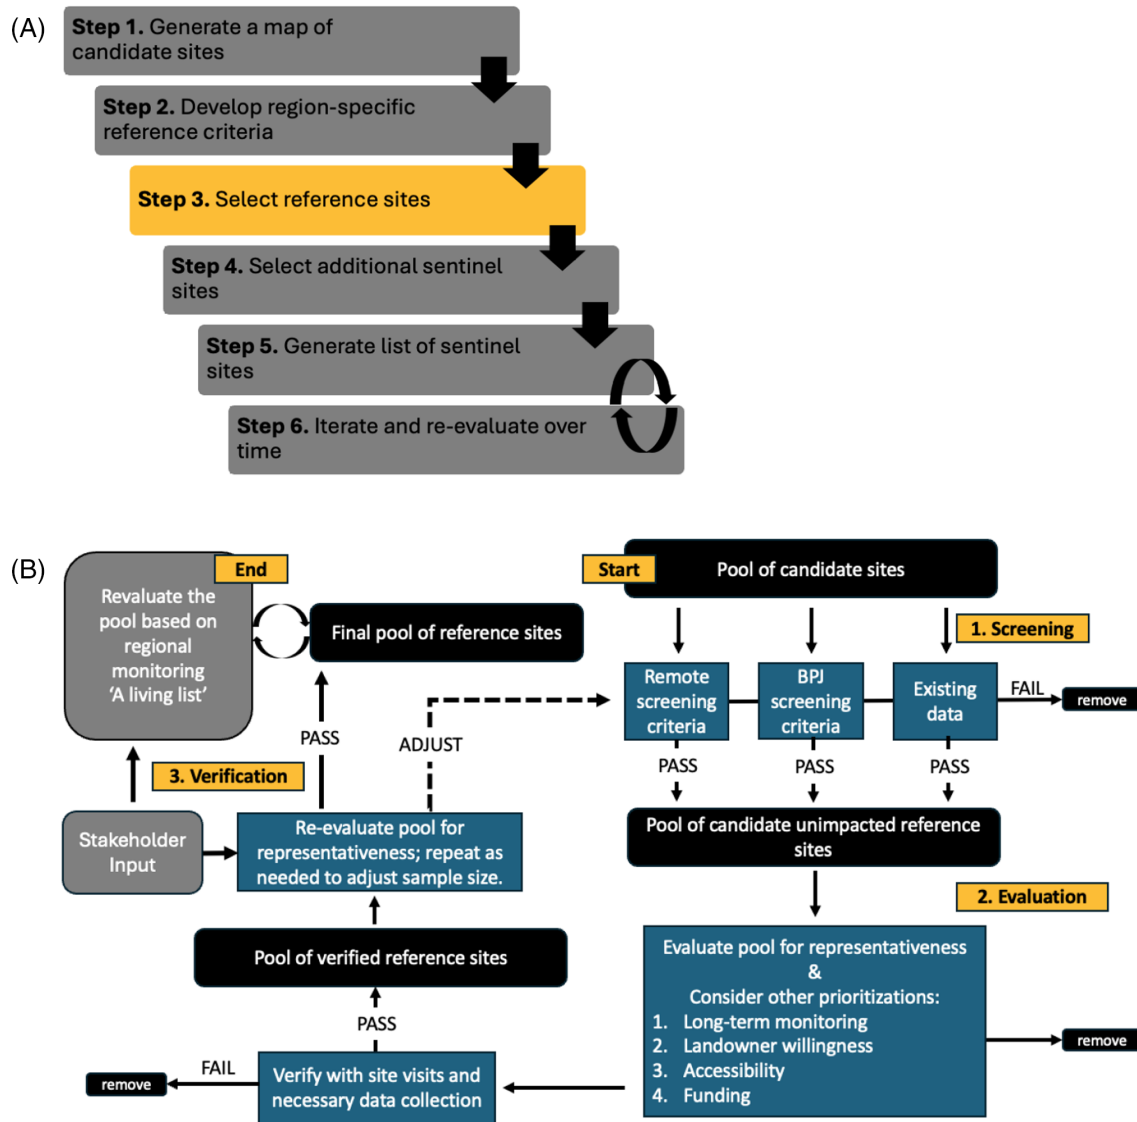 (A)
Step 1. Generate a map of
candidate sites
Step 2. Develop region-specific
reference criteria
Step 3. Select reference sites
Step 4. Select additional sentinel
sites
Step 5. Generate list of sentinel
sites
Step 6. Iterate and re-evaluate over
time
(B)
Start
Pool of candidate sites
1. Screening
Remote
screening
criteria
BPJ
screening
criteria
Existing
data
FAIL
remove
PASS
PASS
PASS
Pool of candidate unimpacted reference
sites
2. Evaluation
Evaluate pool for representativeness
&
Consider other prioritizations:
1. Long-term monitoring
2. Landowner willingness
3. Accessibility
4. Funding
remove
Verify with site visits and
necessary data collection
FAIL
remove
PASS
Pool of verified reference sites
Re-evaluate pool for
representativeness; repeat as
needed to adjust sample size.
Stakeholder
Input
3. Verification
PASS
ADJUST
Final pool of reference sites
End
Revaluate the
pool based on
regional
monitoring
‘A living list’